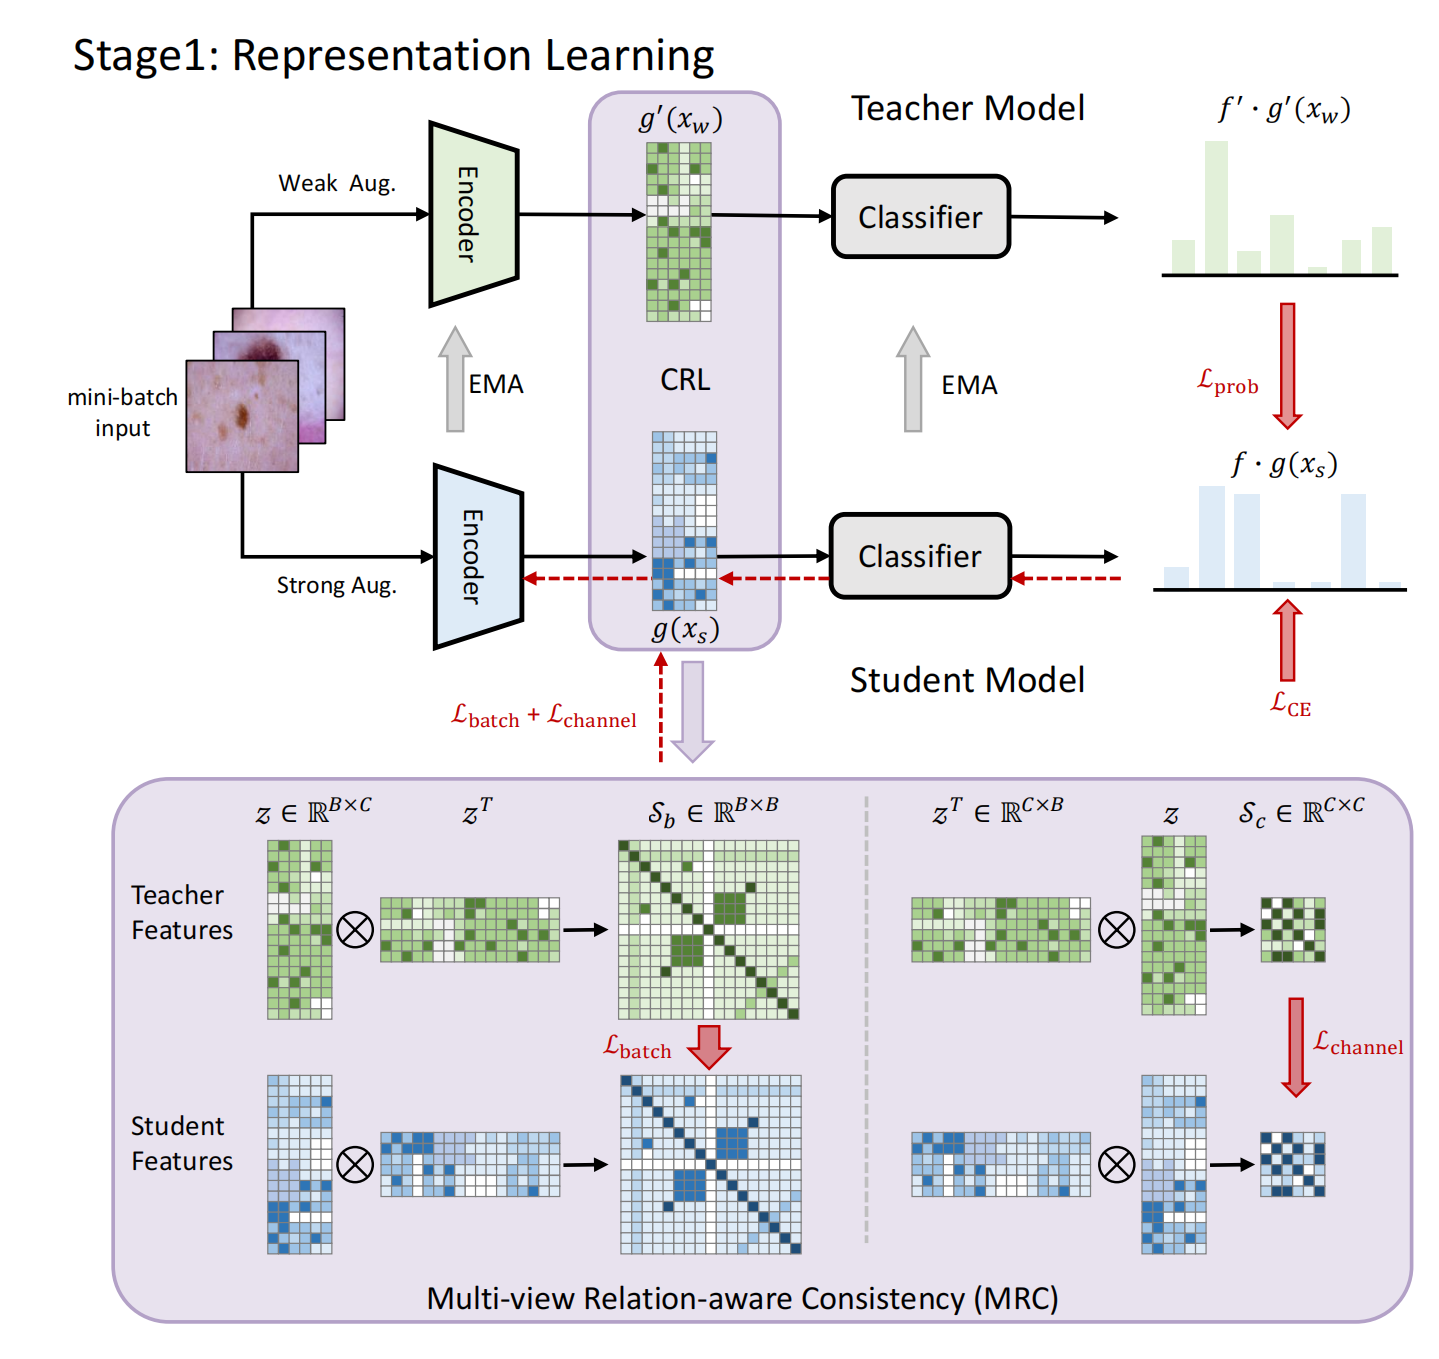 Stage1: Representation Learning
Teacher Model
g′(x_w)
f′ · g′(x_w)
Weak Aug.
Encoder
Classifier
mini-batch
input
EMA
CRL
EMA
ℒ_prob
f · g(x_s)
Encoder
Classifier
Strong Aug.
g(x_s)
Student Model
ℒ_CE
ℒ_batch + ℒ_channel
z ∈ ℝ^{B×C}
z^T
𝒮_b ∈ ℝ^{B×B}
z^T ∈ ℝ^{C×B}
z
𝒮_c ∈ ℝ^{C×C}
Teacher
Features
ℒ_batch
ℒ_channel
Student
Features
Multi-view Relation-aware Consistency (MRC)